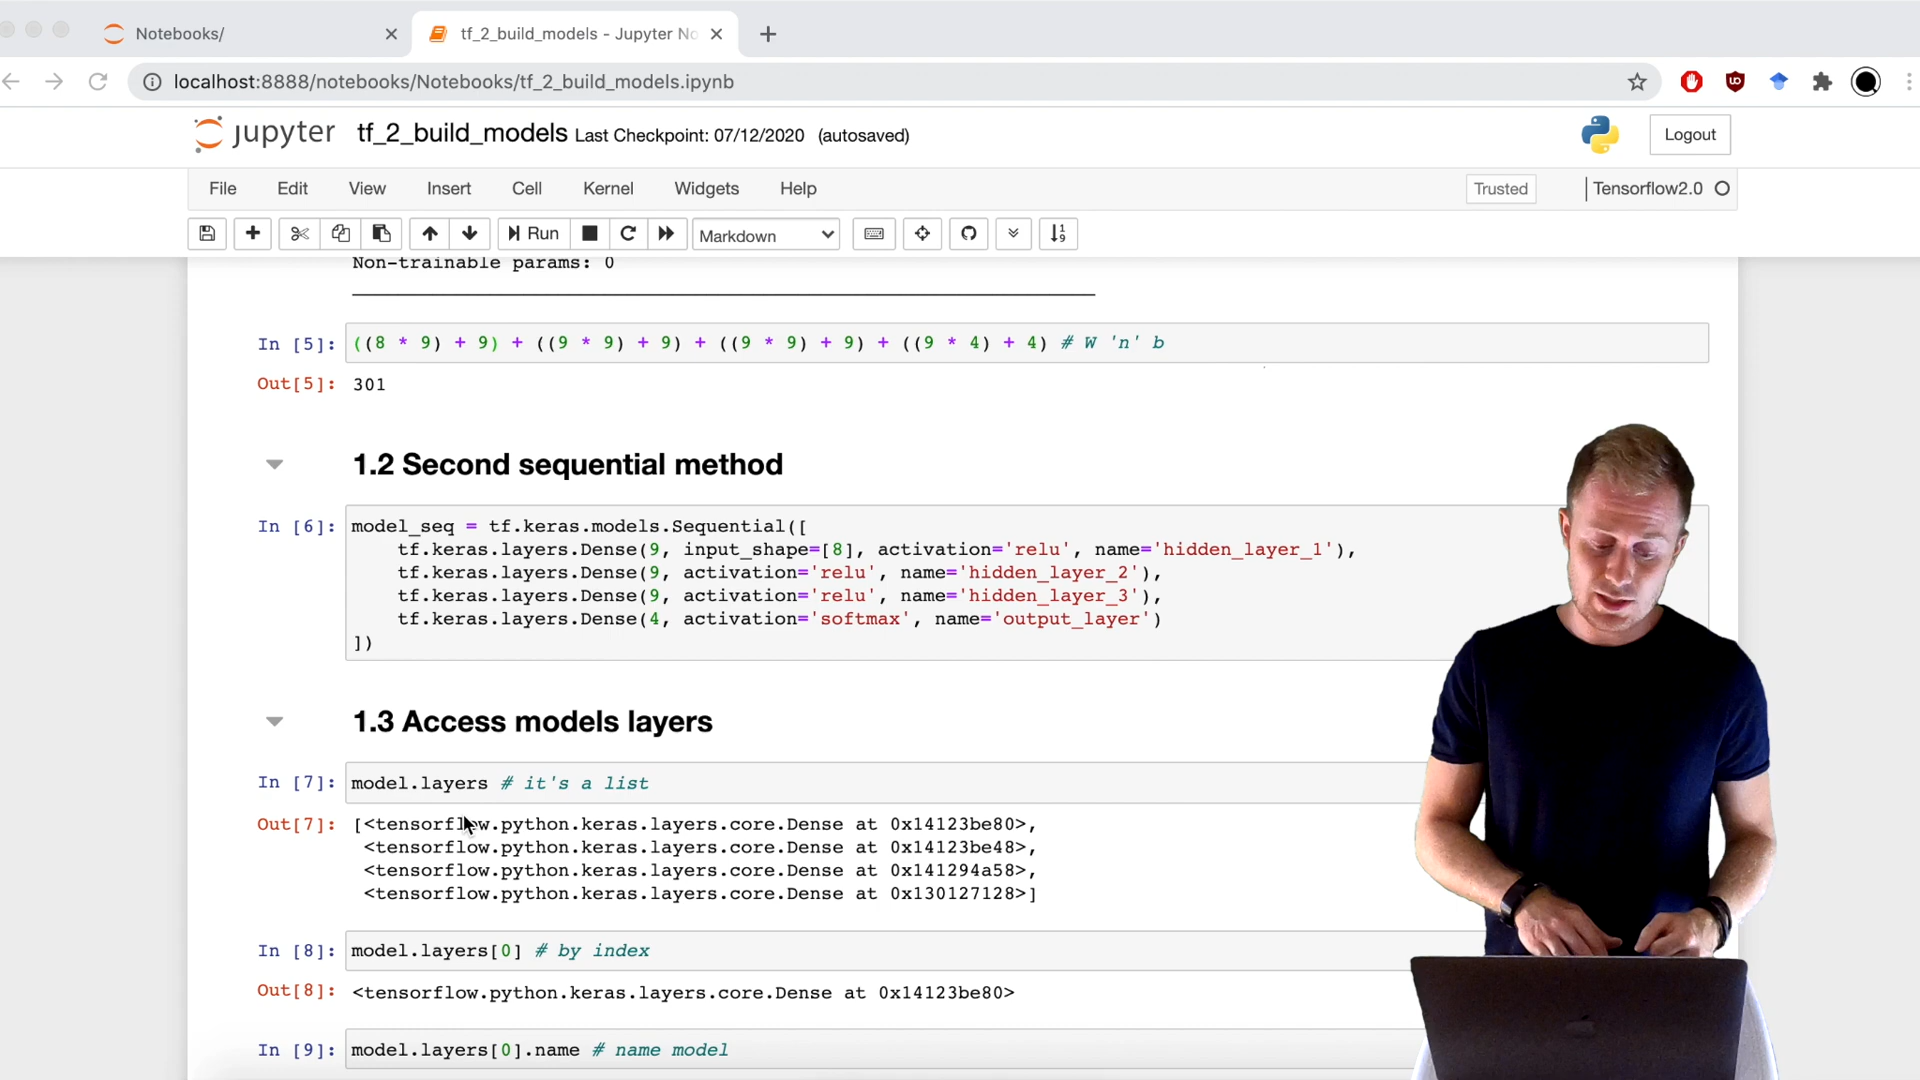 Notebooks/
tf_2_build_models - Jupyter No
localhost:8888/notebooks/Notebooks/tf_2_build_models.ipynb
jupyter tf_2_build_models Last Checkpoint: 07/12/2020 (autosaved)
Logout
File Edit View Insert Cell Kernel Widgets Help
Trusted
Tensorflow2.0
Run
Markdown
Non-trainable params: 0
In [5]: ((8 * 9) + 9) + ((9 * 9) + 9) + ((9 * 9) + 9) + ((9 * 4) + 4) # W 'n' b
Out[5]: 301
1.2 Second sequential method
In [6]: model_seq = tf.keras.models.Sequential([
tf.keras.layers.Dense(9, input_shape=[8], activation='relu', name='hidden_layer_1'),
tf.keras.layers.Dense(9, activation='relu', name='hidden_layer_2'),
tf.keras.layers.Dense(9, activation='relu', name='hidden_layer_3'),
tf.keras.layers.Dense(4, activation='softmax', name='output_layer')
])
1.3 Access models layers
In [7]: model.layers # it's a list
Out[7]: [<tensorflow.python.keras.layers.core.Dense at 0x14123be80>,
<tensorflow.python.keras.layers.core.Dense at 0x14123be48>,
<tensorflow.python.keras.layers.core.Dense at 0x141294a58>,
<tensorflow.python.keras.layers.core.Dense at 0x130127128>]
In [8]: model.layers[0] # by index
Out[8]: <tensorflow.python.keras.layers.core.Dense at 0x14123be80>
In [9]: model.layers[0].name # name model